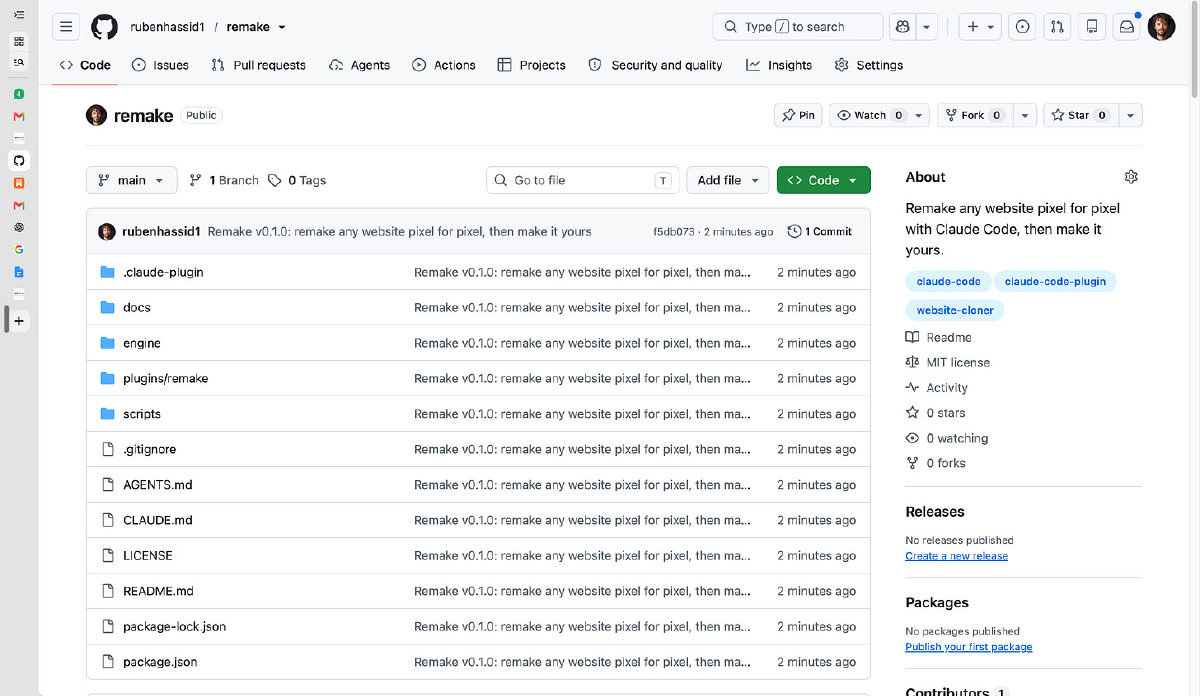 rubenhassid1 / remake
Type / to search
Code
Issues
Pull requests
Agents
Actions
Projects
Security and quality
Insights
Settings
remake Public
Pin
Watch 0
Fork 0
Star 0
main
1 Branch
0 Tags
Go to file T
Add file
Code
rubenhassid1 Remake v0.1.0: remake any website pixel for pixel, then make it yours f5db073 · 2 minutes ago 1 Commit
.claude-plugin Remake v0.1.0: remake any website pixel for pixel, then ma... 2 minutes ago
docs Remake v0.1.0: remake any website pixel for pixel, then ma... 2 minutes ago
engine Remake v0.1.0: remake any website pixel for pixel, then ma... 2 minutes ago
plugins/remake Remake v0.1.0: remake any website pixel for pixel, then ma... 2 minutes ago
scripts Remake v0.1.0: remake any website pixel for pixel, then ma... 2 minutes ago
.gitignore Remake v0.1.0: remake any website pixel for pixel, then ma... 2 minutes ago
AGENTS.md Remake v0.1.0: remake any website pixel for pixel, then ma... 2 minutes ago
CLAUDE.md Remake v0.1.0: remake any website pixel for pixel, then ma... 2 minutes ago
LICENSE Remake v0.1.0: remake any website pixel for pixel, then ma... 2 minutes ago
README.md Remake v0.1.0: remake any website pixel for pixel, then ma... 2 minutes ago
package-lock.json Remake v0.1.0: remake any website pixel for pixel, then ma... 2 minutes ago
package.json Remake v0.1.0: remake any website pixel for pixel, then ma... 2 minutes ago
About
Remake any website pixel for pixel
with Claude Code, then make it
yours.
claude-code claude-code-plugin
website-cloner
Readme
MIT license
Activity
0 stars
0 watching
0 forks
Releases
No releases published
Create a new release
Packages
No packages published
Publish your first package
Contributors 1